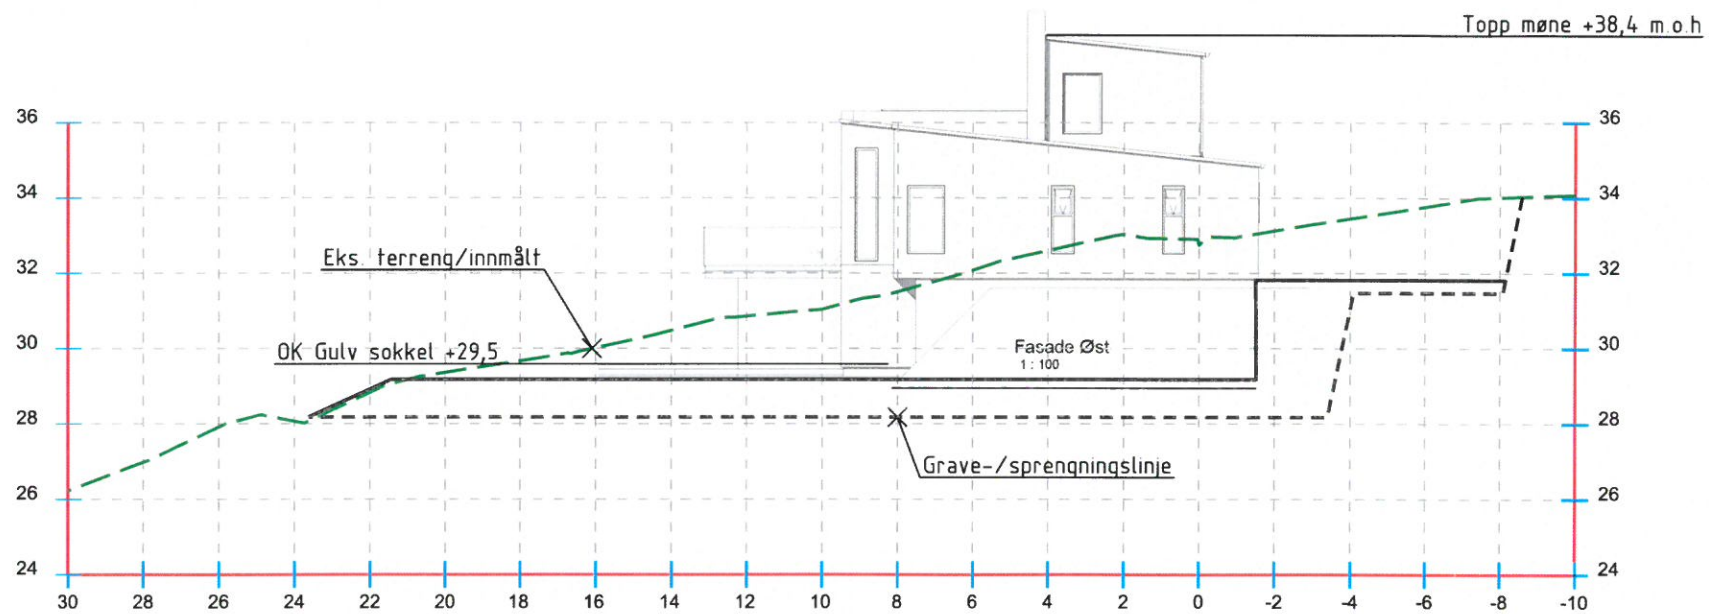 Topp møne +38,4 m.o.h
36
36
34
34
Eks. terreng/innmålt
32
32
30
30
OK Gulv sokkel +29,5
Fasade Øst
1 : 100
28
28
Grave-/sprengningslinje
26
26
24
24
30 28 26 24 22 20 18 16 14 12 10 8 6 4 2 0 -2 -4 -6 -8 -10